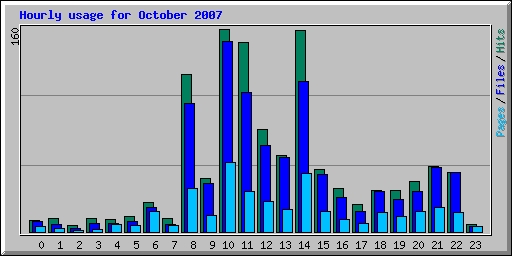 Hourly usage for October 2007
160
Pages / Files / Hits
0 1 2 3 4 5 6 7 8 9 10 11 12 13 14 15 16 17 18 19 20 21 22 23